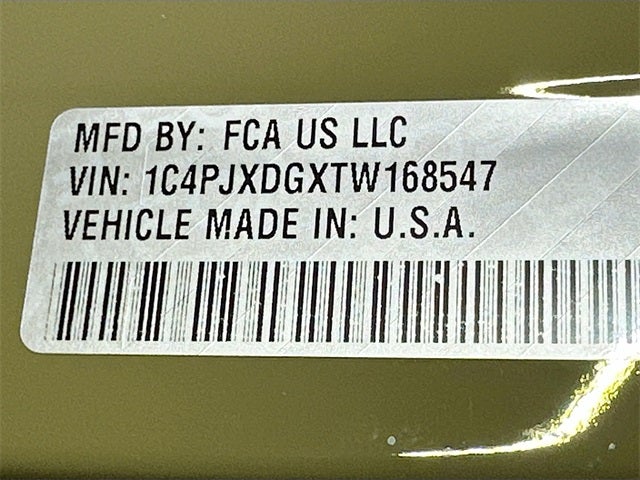 MFD BY: FCA US LLC
VIN: 1C4PJXDGXTW168547
VEHICLE MADE IN: U.S.A.